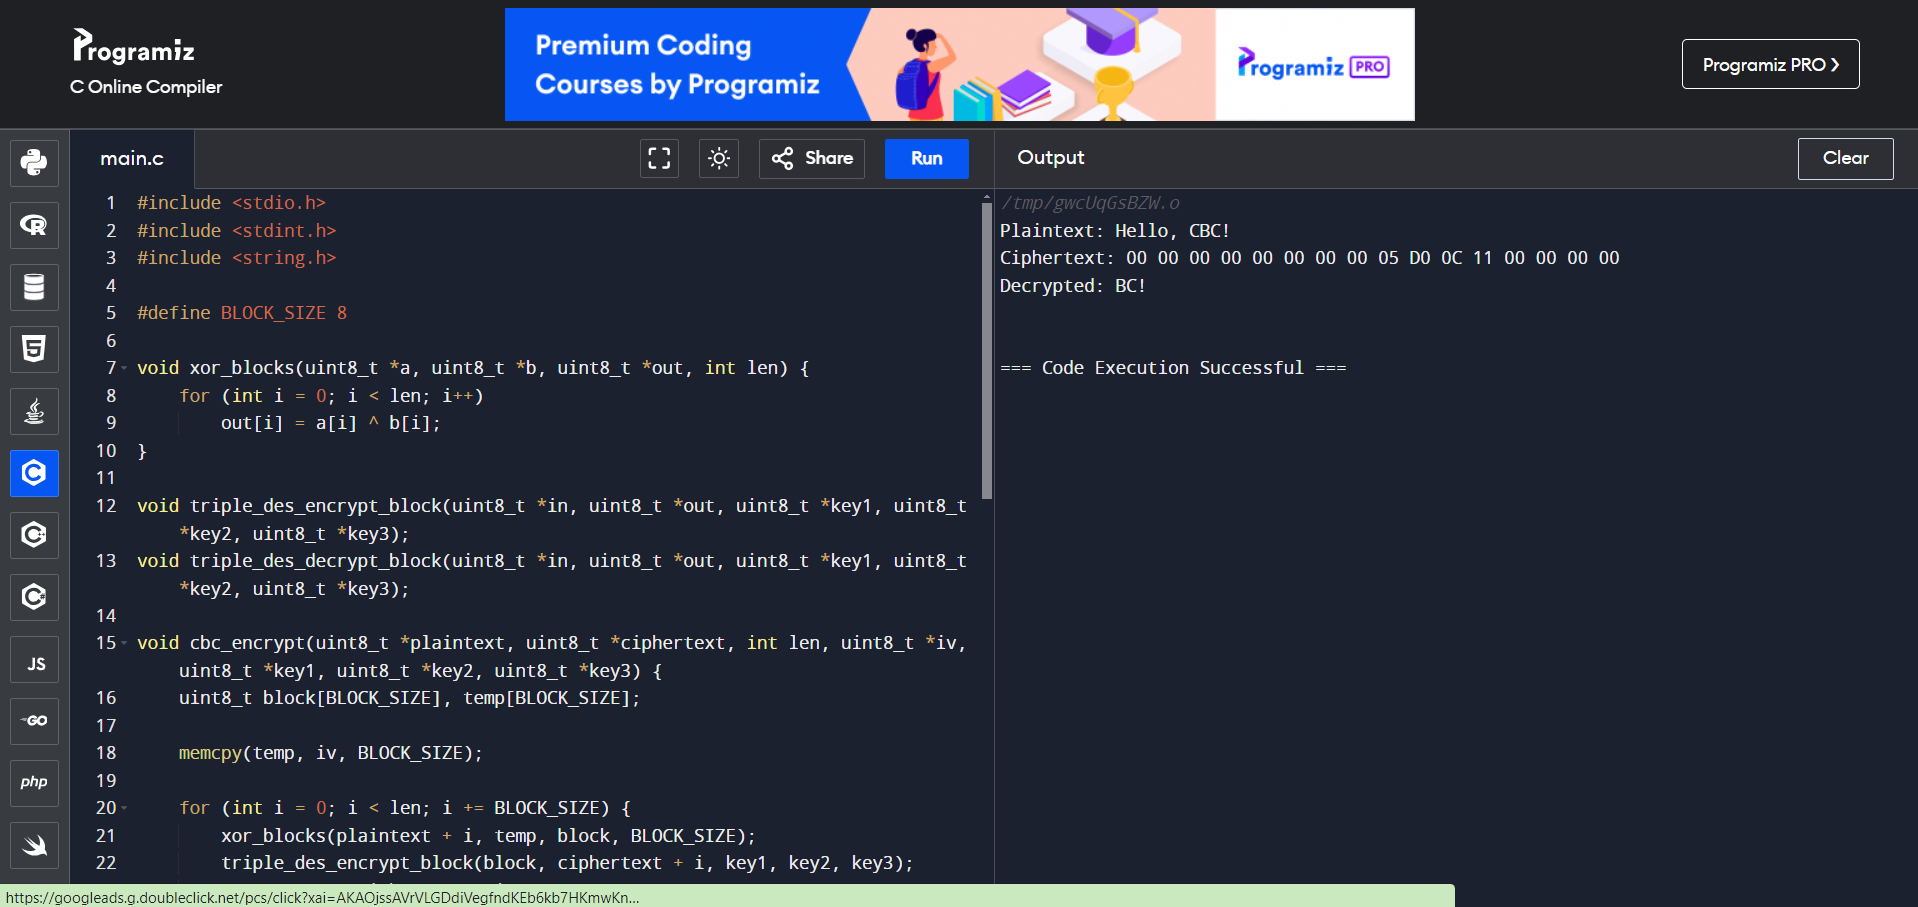 Programiz
C Online Compiler
Premium Coding
Courses by Programiz
Programiz PRO
Programiz PRO ❯
main.c
Share
Run
Output
Clear
1 #include <stdio.h>
2 #include <stdint.h>
3 #include <string.h>
4
5 #define BLOCK_SIZE 8
6
7 void xor_blocks(uint8_t *a, uint8_t *b, uint8_t *out, int len) {
8 for (int i = 0; i < len; i++)
9 out[i] = a[i] ^ b[i];
10 }
11
12 void triple_des_encrypt_block(uint8_t *in, uint8_t *out, uint8_t *key1, uint8_t
*key2, uint8_t *key3);
13 void triple_des_decrypt_block(uint8_t *in, uint8_t *out, uint8_t *key1, uint8_t
*key2, uint8_t *key3);
14
15 void cbc_encrypt(uint8_t *plaintext, uint8_t *ciphertext, int len, uint8_t *iv,
uint8_t *key1, uint8_t *key2, uint8_t *key3) {
16 uint8_t block[BLOCK_SIZE], temp[BLOCK_SIZE];
17
18 memcpy(temp, iv, BLOCK_SIZE);
19
20 for (int i = 0; i < len; i += BLOCK_SIZE) {
21 xor_blocks(plaintext + i, temp, block, BLOCK_SIZE);
22 triple_des_encrypt_block(block, ciphertext + i, key1, key2, key3);
/tmp/gwcUqGsBZW.o
Plaintext: Hello, CBC!
Ciphertext: 00 00 00 00 00 00 00 00 05 D0 0C 11 00 00 00 00
Decrypted: BC!
=== Code Execution Successful ===
R
5
C
C++
C#
JS
GO
php
https://googleads.g.doubleclick.net/pcs/click?xai=AKAOjssAVrVLGDdiVegfndKEb6kb7HKmwKn...